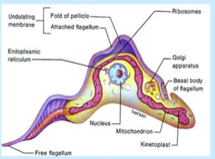 Undulating
membrane
Fold of pellicle
Attached flagellum
Ribosomes
Endoplasmic
reticulum
Golgi
apparatus
Basal body
of flagellum
Nucleus
Mitochondrion
Kinetoplast
Free flagellum